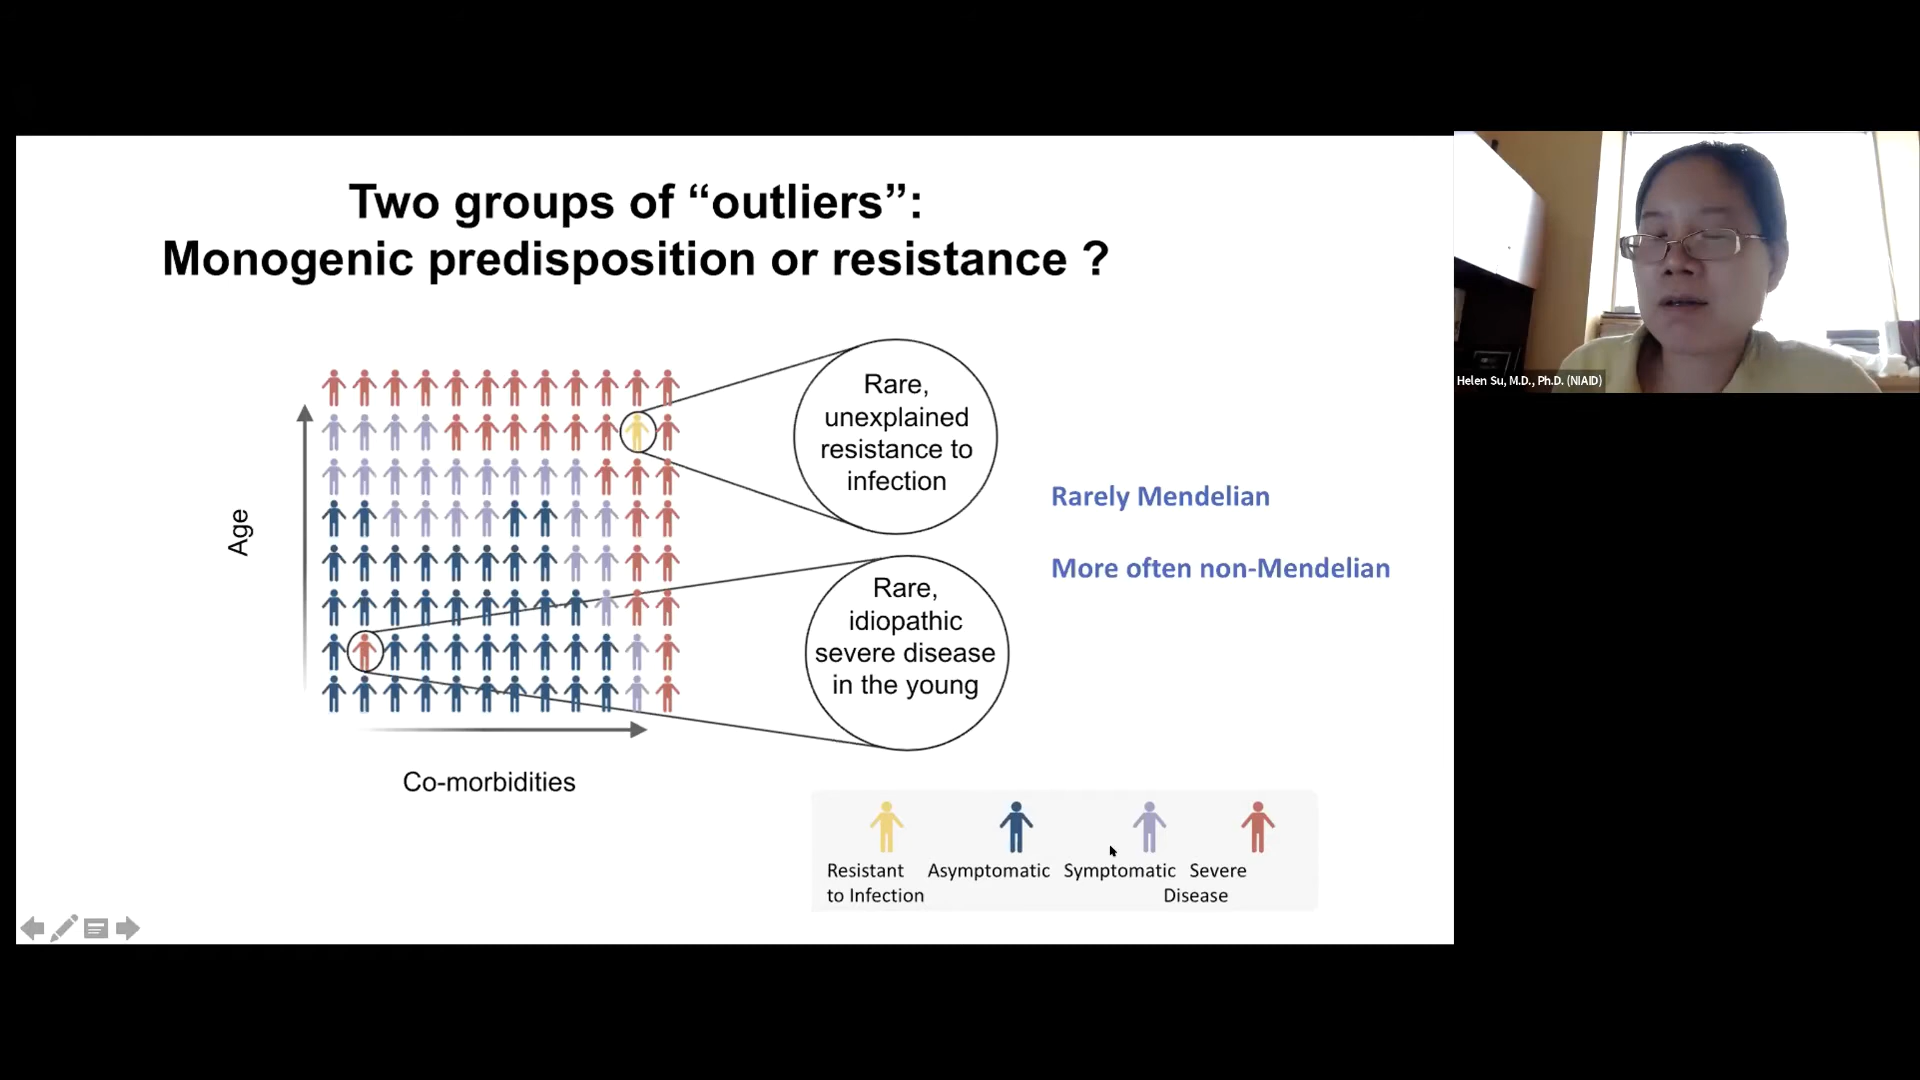 Two groups of “outliers”:
Monogenic predisposition or resistance ?
Rare,
unexplained
resistance to
infection
Rarely Mendelian
More often non-Mendelian
Rare,
idiopathic
severe disease
in the young
Age
Co-morbidities
Resistant
to Infection
Asymptomatic
Symptomatic
Severe
Disease
Helen Su, M.D., Ph.D. (NIAID)